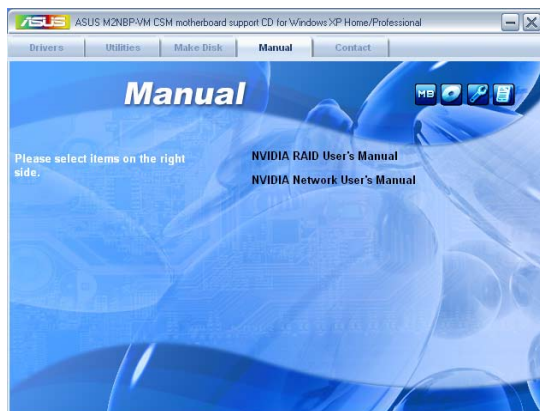 ASUS ASUS M2NBP-VM CSM motherboard support CD for Windows XP Home/Professional
Drivers Utilities Make Disk Manual Contact
Manual
MB
Please select items on the right
side.
NVIDIA RAID User's Manual
NVIDIA Network User's Manual